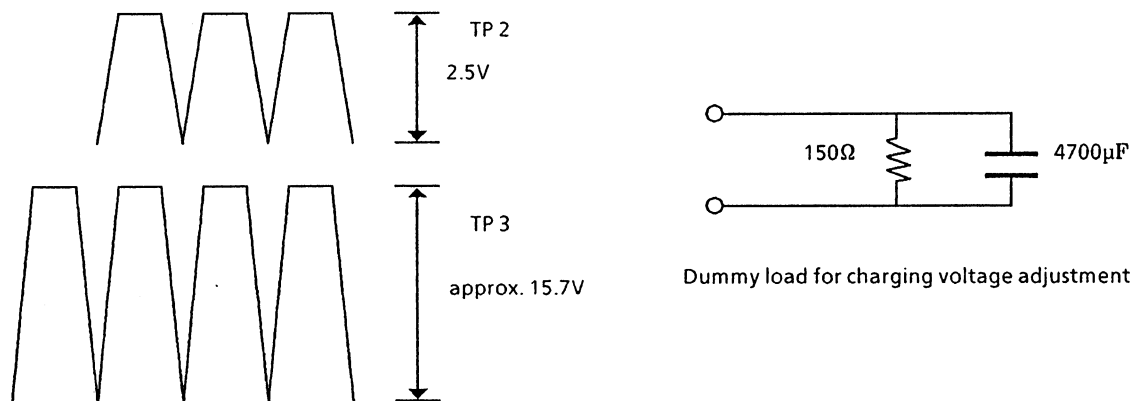 TP 2
2.5V
TP 3
approx. 15.7V
150Ω
4700µF
Dummy load for charging voltage adjustment